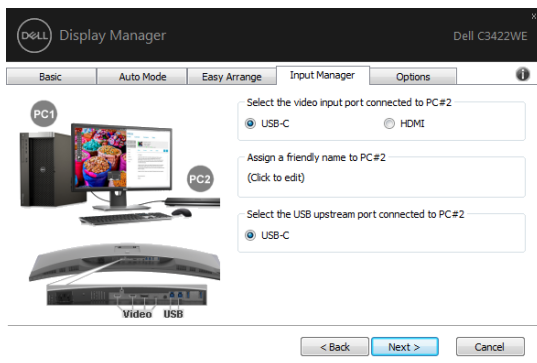 DELL Display Manager
Dell C3422WE
x
Basic
Auto Mode
Easy Arrange
Input Manager
Options
i
PC1
PC2
Video USB
Select the video input port connected to PC#2
USB-C
HDMI
Assign a friendly name to PC#2
(Click to edit)
Select the USB upstream port connected to PC#2
USB-C
< Back
Next >
Cancel